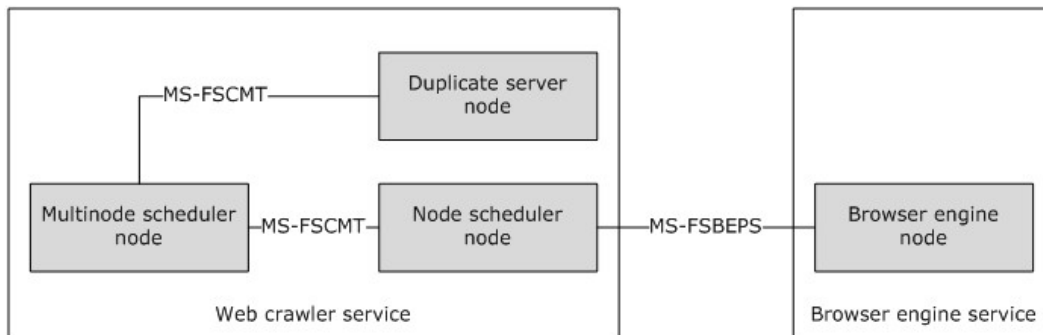 Duplicate server
node
MS-FSCMT
Multinode scheduler
node
MS-FSCMT
Node scheduler
node
MS-FSBEPS
Browser engine
node
Web crawler service
Browser engine service